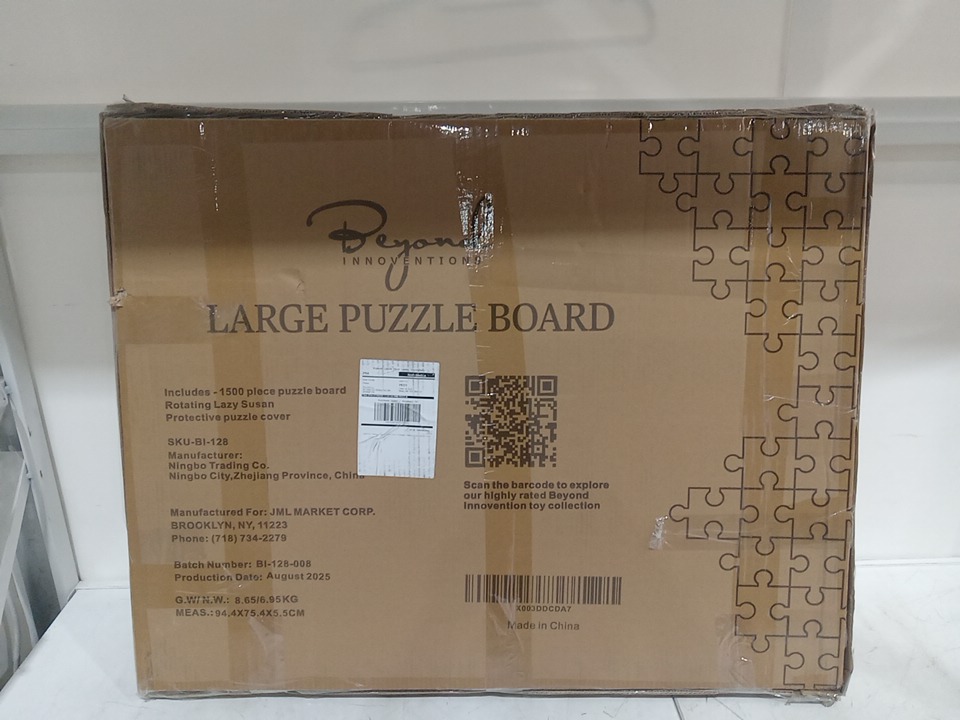 Beyond
INNOVENTIONS
LARGE PUZZLE BOARD
Includes - 1500 piece puzzle board
Rotating Lazy Susan
Protective puzzle cover
SKU-BI-128
Manufacturer:
Ningbo Trading Co.
Ningbo City,Zhejiang Province, China
Manufactured For: JML MARKET CORP.
BROOKLYN, NY, 11223
Phone: (718) 734-2279
Batch Number: BI-128-008
Production Date: August 2025
G.W/N.W.: 8.65/6.95KG
MEAS.:94.4X75.4X5.5CM
Scan the barcode to explore
our highly rated Beyond
Innovention toy collection
X003DDCDA7
Made in China